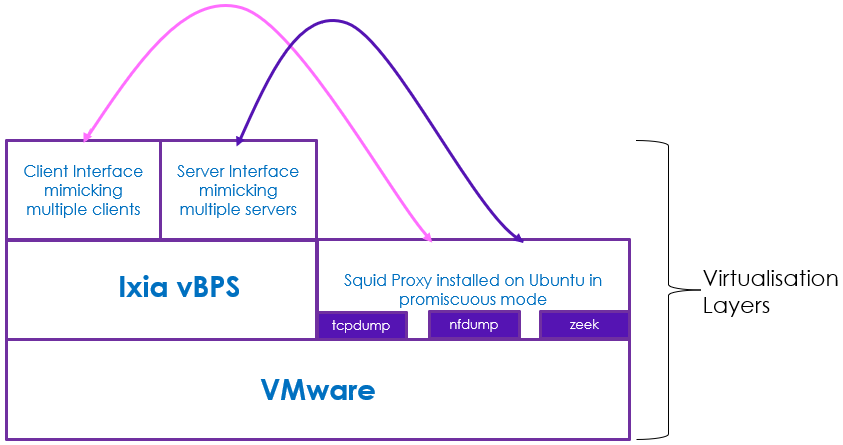 Client Interface
mimicking
multiple clients
Server Interface
mimicking
multiple servers
Ixia vBPS
Squid Proxy installed on Ubuntu in
promiscuous mode
tcpdump
nfdump
zeek
VMware
Virtualisation
Layers